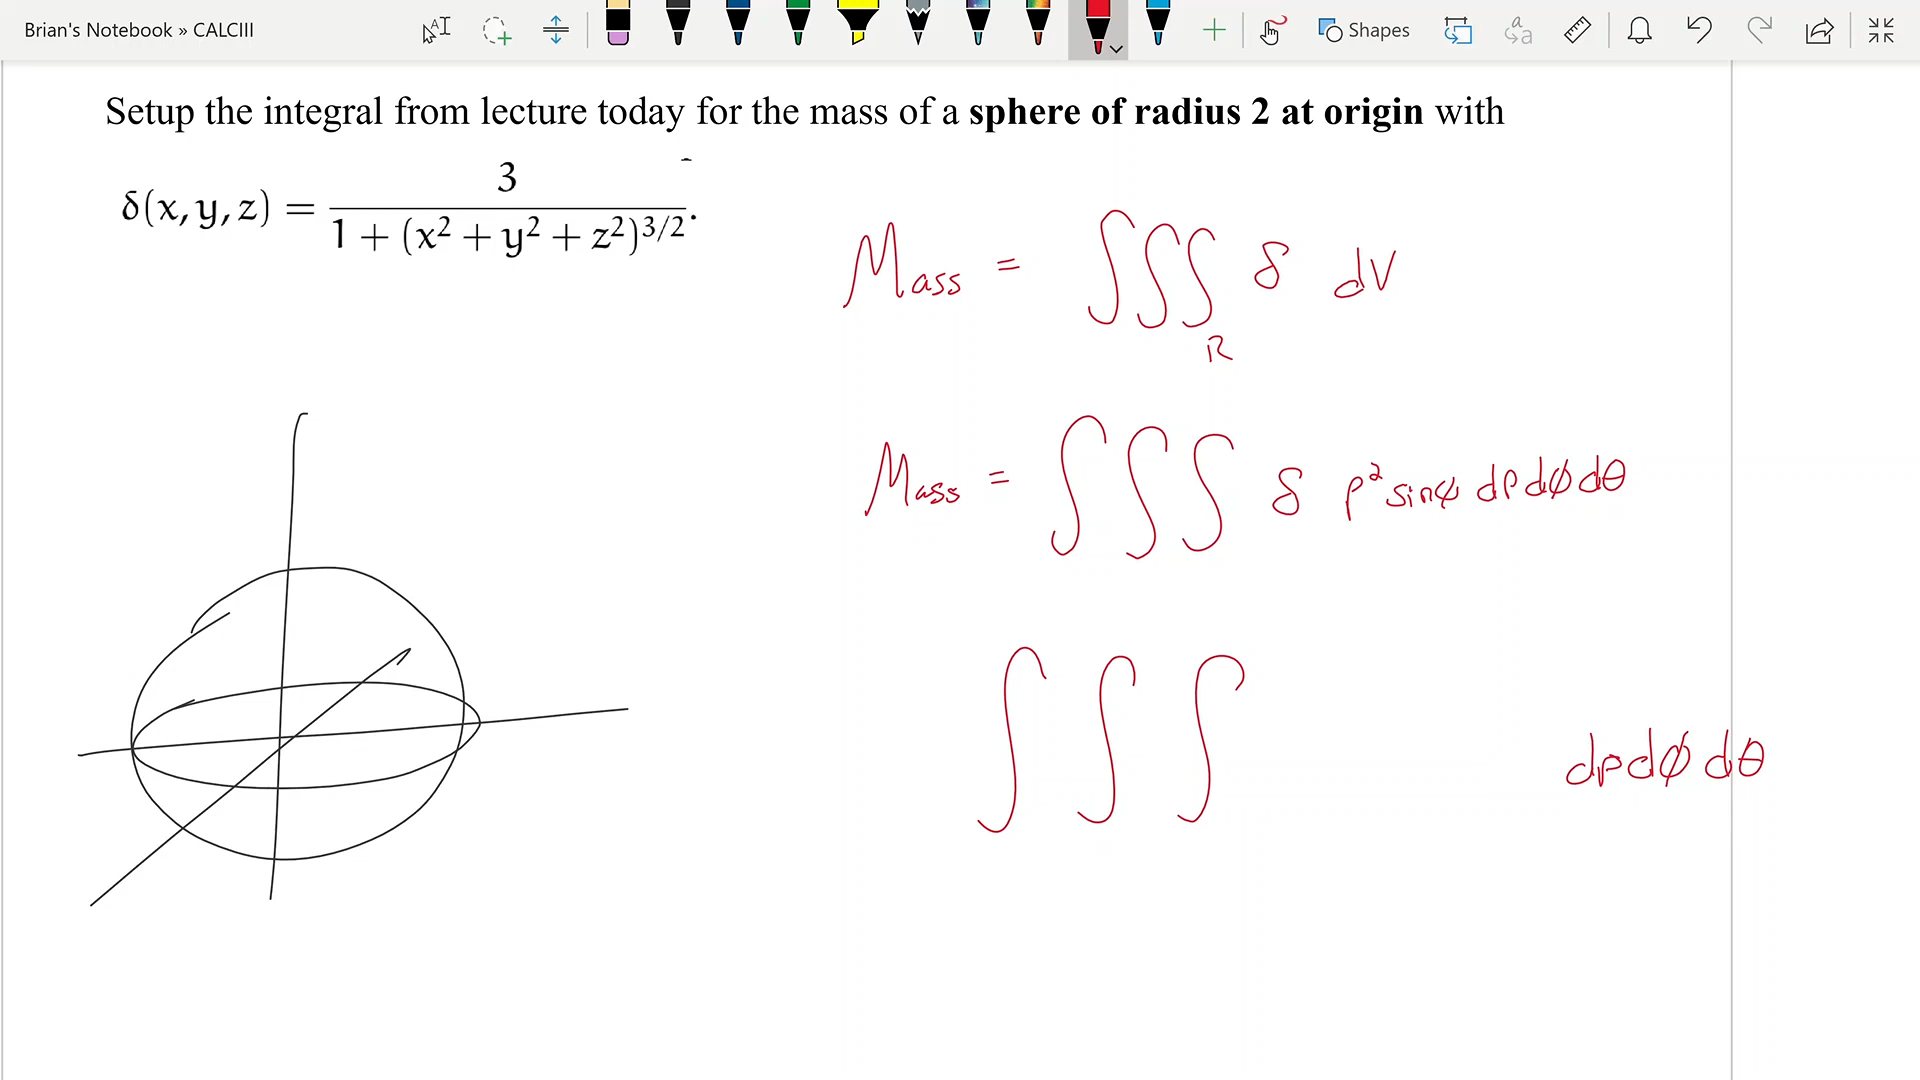 Brian's Notebook » CALCIII
Shapes
Setup the integral from lecture today for the mass of a sphere of radius 2 at origin with
δ(x, y, z) = 3 / (1 + (x² + y² + z²)^{3/2}).
Mass = ∫∫∫_R δ dV
Mass = ∫∫∫ δ ρ² sinφ dρ dφ dθ
∫∫∫ dρ dφ dθ